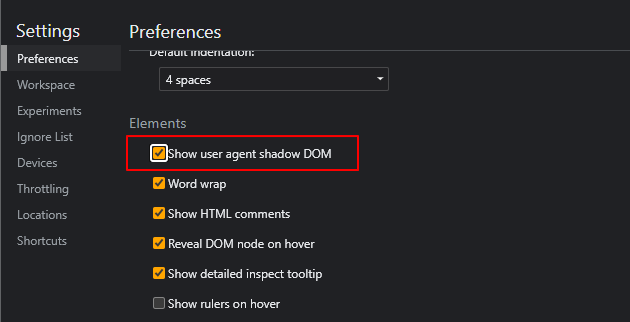 Settings
Preferences
Workspace
Experiments
Ignore List
Devices
Throttling
Locations
Shortcuts
Preferences
Default indentation:
4 spaces
Elements
Show user agent shadow DOM
Word wrap
Show HTML comments
Reveal DOM node on hover
Show detailed inspect tooltip
Show rulers on hover